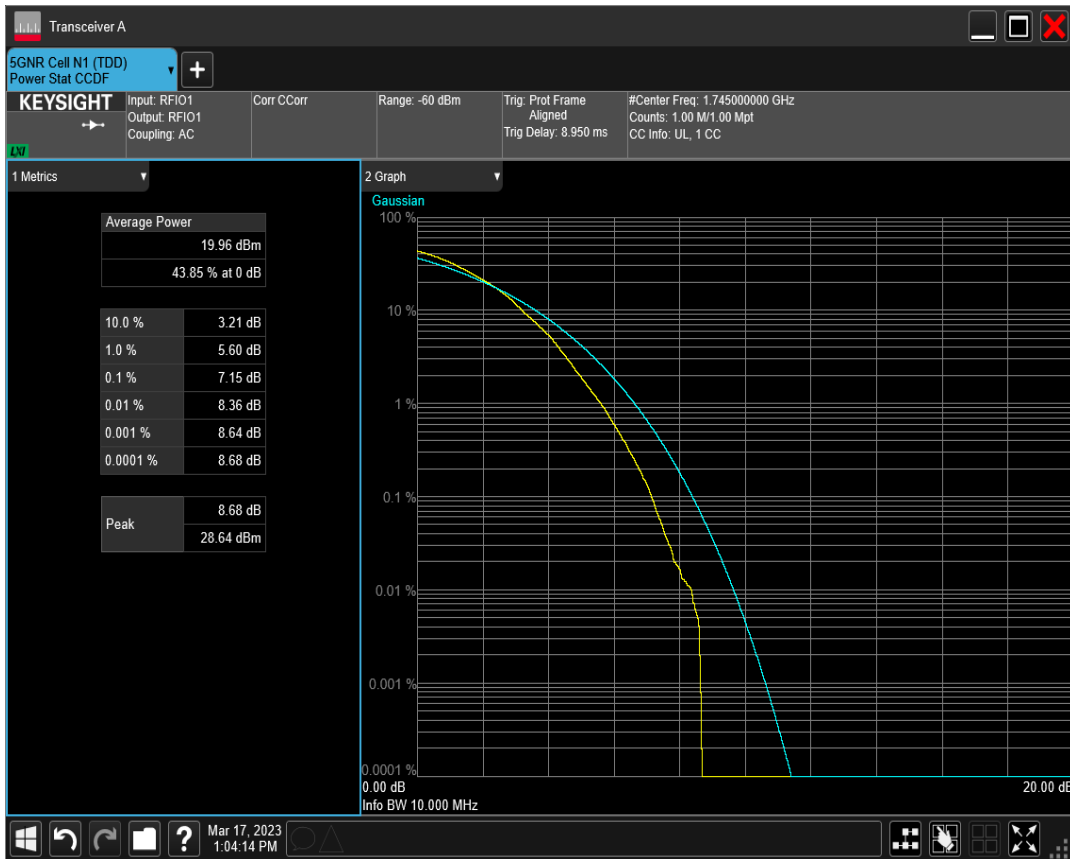 Transceiver A
5GNR Cell N1 (TDD)
Power Stat CCDF
+
KEYSIGHT
LXI
Input: RFIO1
Output: RFIO1
Coupling: AC
Corr CCorr
Range: -60 dBm
Trig: Prot Frame
Aligned
Trig Delay: 8.950 ms
#Center Freq: 1.745000000 GHz
Counts: 1.00 M/1.00 Mpt
CC Info: UL, 1 CC
1 Metrics
Average Power
19.96 dBm
43.85 % at 0 dB
10.0 % 3.21 dB
1.0 % 5.60 dB
0.1 % 7.15 dB
0.01 % 8.36 dB
0.001 % 8.64 dB
0.0001 % 8.68 dB
Peak
8.68 dB
28.64 dBm
2 Graph
Gaussian
100 %
10 %
1 %
0.1 %
0.01 %
0.001 %
0.0001 %
0.00 dB
20.00 dB
Info BW 10.000 MHz
?
Mar 17, 2023
1:04:14 PM